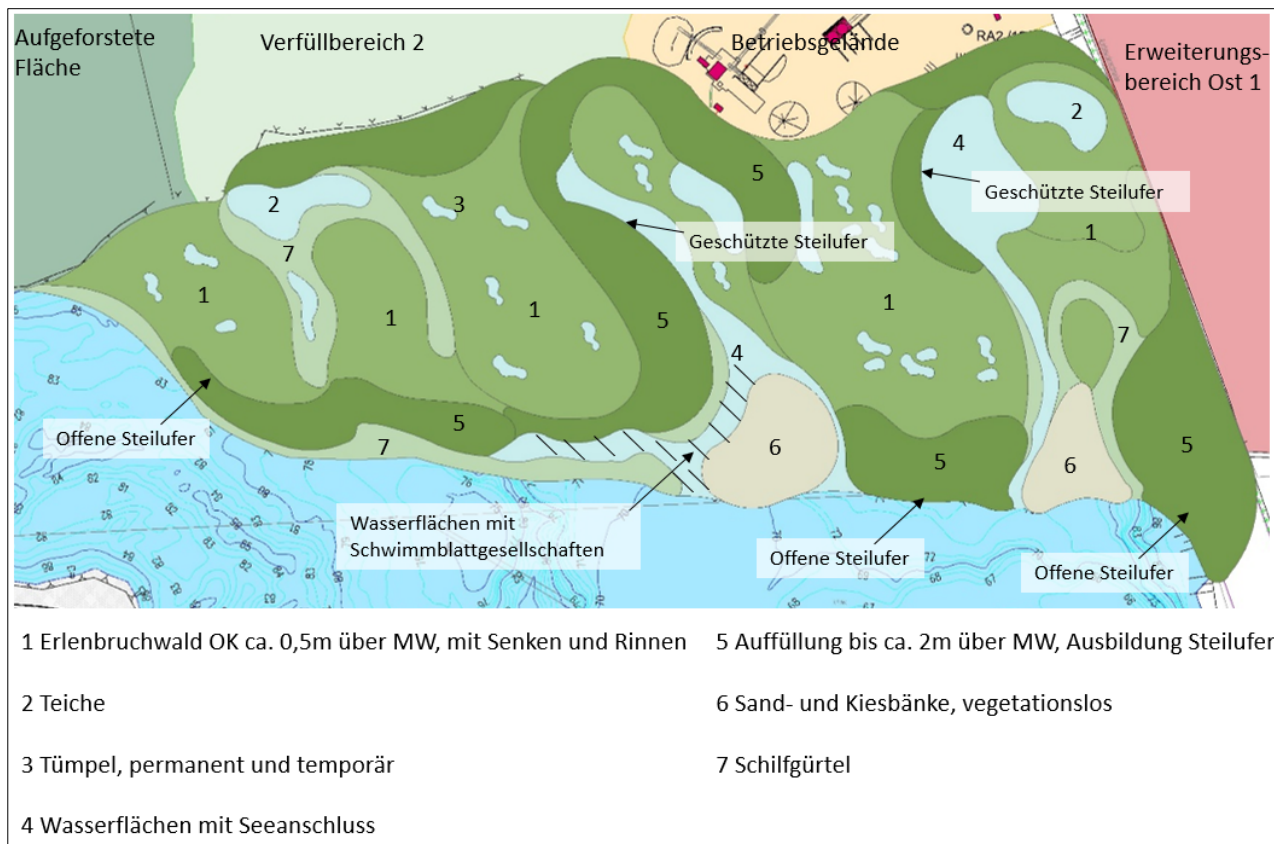 Aufgeforstete
Fläche
Verfüllbereich 2
Betriebsgelände
Erweiterungs-
bereich Ost 1
2
4
3
5
Geschützte Steilufer
2
Geschützte Steilufer
7
1
1
1
1
5
1
7
4
5
Offene Steilufer
7
6
5
6
5
Wasserflächen mit
Schwimmblattgesellschaften
Offene Steilufer
Offene Steilufer
1 Erlenbruchwald OK ca. 0,5m über MW, mit Senken und Rinnen
2 Teiche
3 Tümpel, permanent und temporär
4 Wasserflächen mit Seeanschluss
5 Auffüllung bis ca. 2m über MW, Ausbildung Steilufer
6 Sand- und Kiesbänke, vegetationslos
7 Schilfgürtel